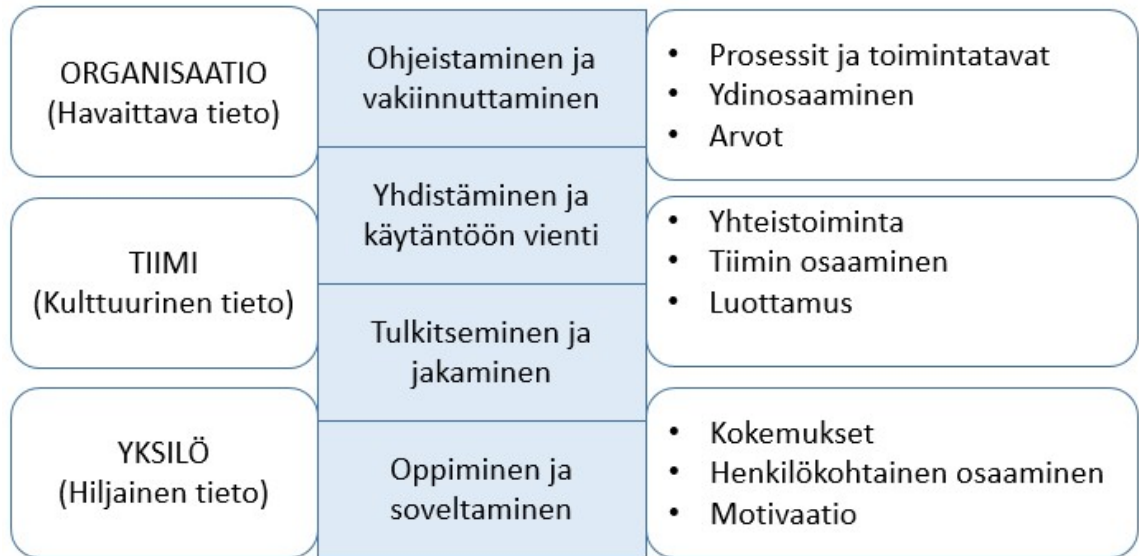 ORGANISAATIO
(Havaittava tieto)
Ohjeistaminen ja
vakiinnuttaminen
• Prosessit ja toimintatavat
• Ydinosaaminen
• Arvot
TIIMI
(Kulttuurinen tieto)
Yhdistäminen ja
käytäntöön vienti
Tulkitseminen ja
jakaminen
• Yhteistoiminta
• Tiimin osaaminen
• Luottamus
YKSILÖ
(Hiljainen tieto)
Oppiminen ja
soveltaminen
• Kokemukset
• Henkilökohtainen osaaminen
• Motivaatio